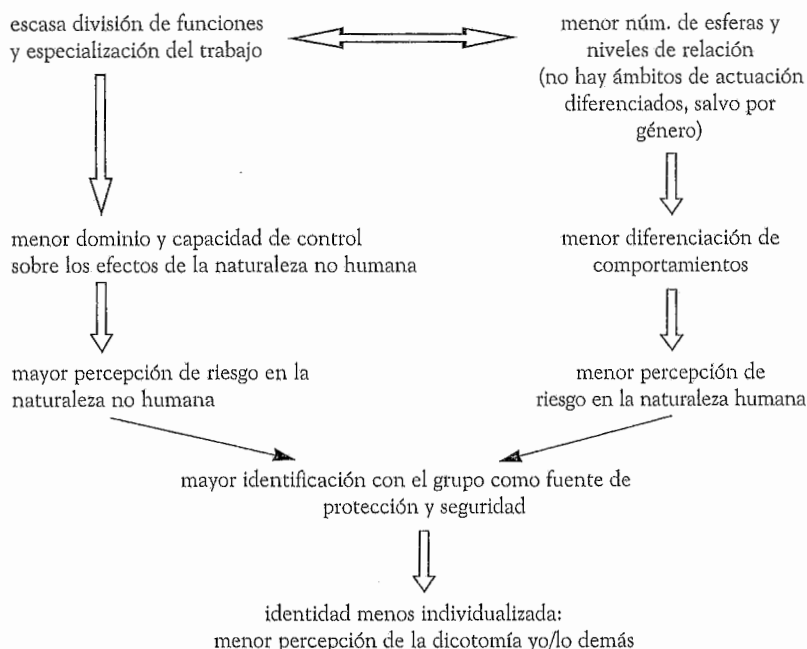 escasa división de funciones
y especialización del trabajo
menor núm. de esferas y
niveles de relación
(no hay ámbitos de actuación
diferenciados, salvo por
género)
menor dominio y capacidad de control
sobre los efectos de la naturaleza no humana
menor diferenciación de
comportamientos
mayor percepción de riesgo en la
naturaleza no humana
menor percepción de
riesgo en la naturaleza humana
mayor identificación con el grupo como fuente de
protección y seguridad
identidad menos individualizada:
menor percepción de la dicotomía yo/lo demás